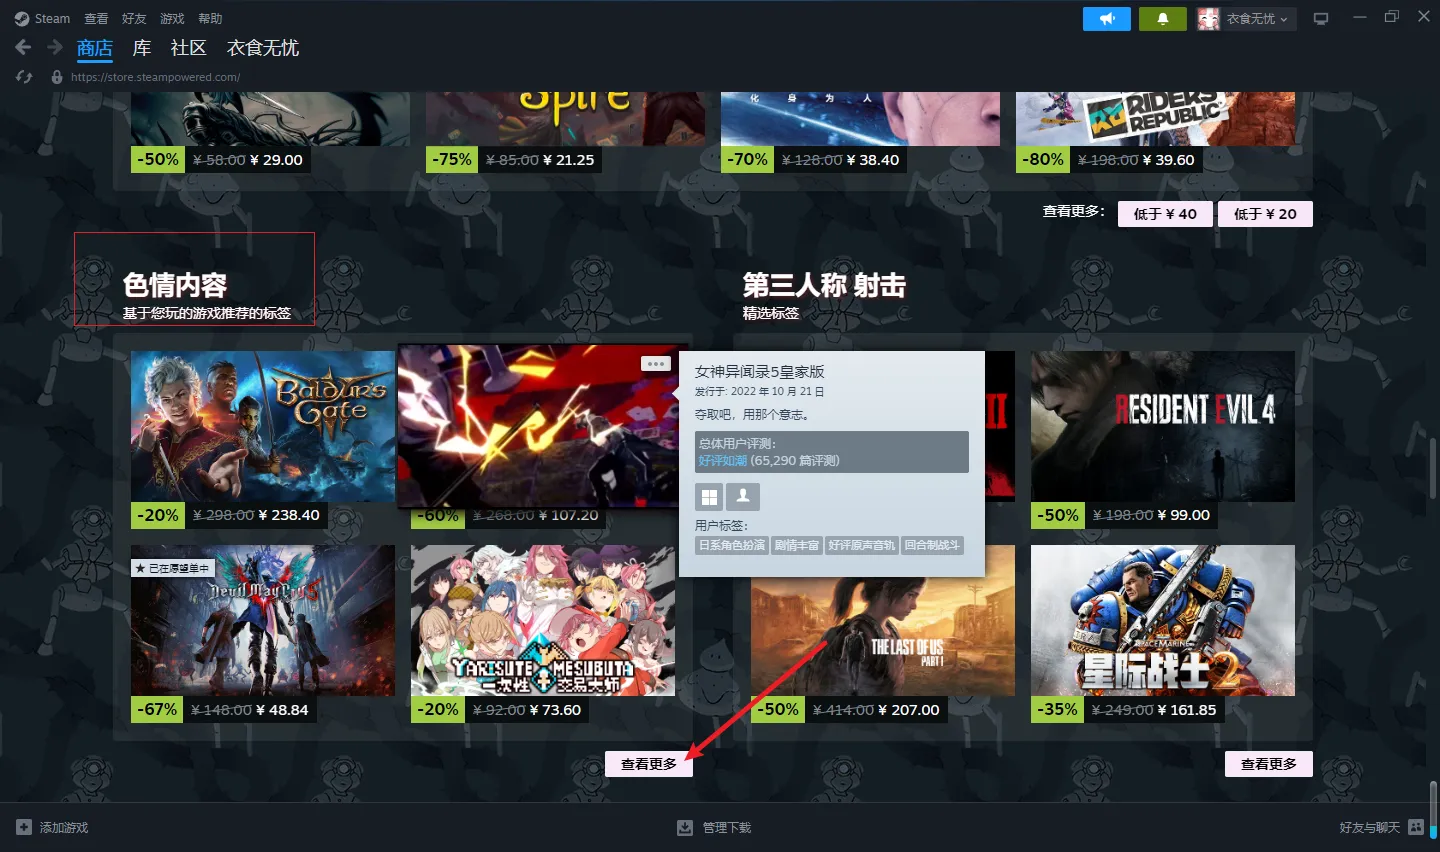 Steam 查看 好友 游戏 帮助
衣食无忧
商店 库 社区 衣食无忧
https://store.steampowered.com/
Spire
化 身 为 人
RIDERS REPUBLIC
-50% ¥ 58.00 ¥ 29.00
-75% ¥ 85.00 ¥ 21.25
-70% ¥ 128.00 ¥ 38.40
-80% ¥ 198.00 ¥ 39.60
查看更多: 低于 ¥ 40 低于 ¥ 20
色情内容
基于您玩的游戏推荐的标签
第三人称 射击
精选标签
BALDUR'S GATE
女神异闻录5皇家版
发行于: 2022 年 10 月 21 日
夺取吧，用那个意志。
总体用户评测:
好评如潮 (65,290 篇评测)
用户标签:
日系角色扮演 剧情丰富 好评原声音轨 回合制战斗
RESIDENT EVIL 4
-20% ¥ 298.00 ¥ 238.40
-60% ¥ 268.00 ¥ 107.20
-50% ¥ 198.00 ¥ 99.00
★ 已在愿望单中
Devil May Cry 5
YARISUTE MESUBUTA
一次性 交易大师
THE LAST OF US
PART I
SPACE MARINE
星际战士 2
-67% ¥ 148.00 ¥ 48.84
-20% ¥ 92.00 ¥ 73.60
-50% ¥ 414.00 ¥ 207.00
-35% ¥ 249.00 ¥ 161.85
查看更多
查看更多
添加游戏
管理下载
好友与聊天